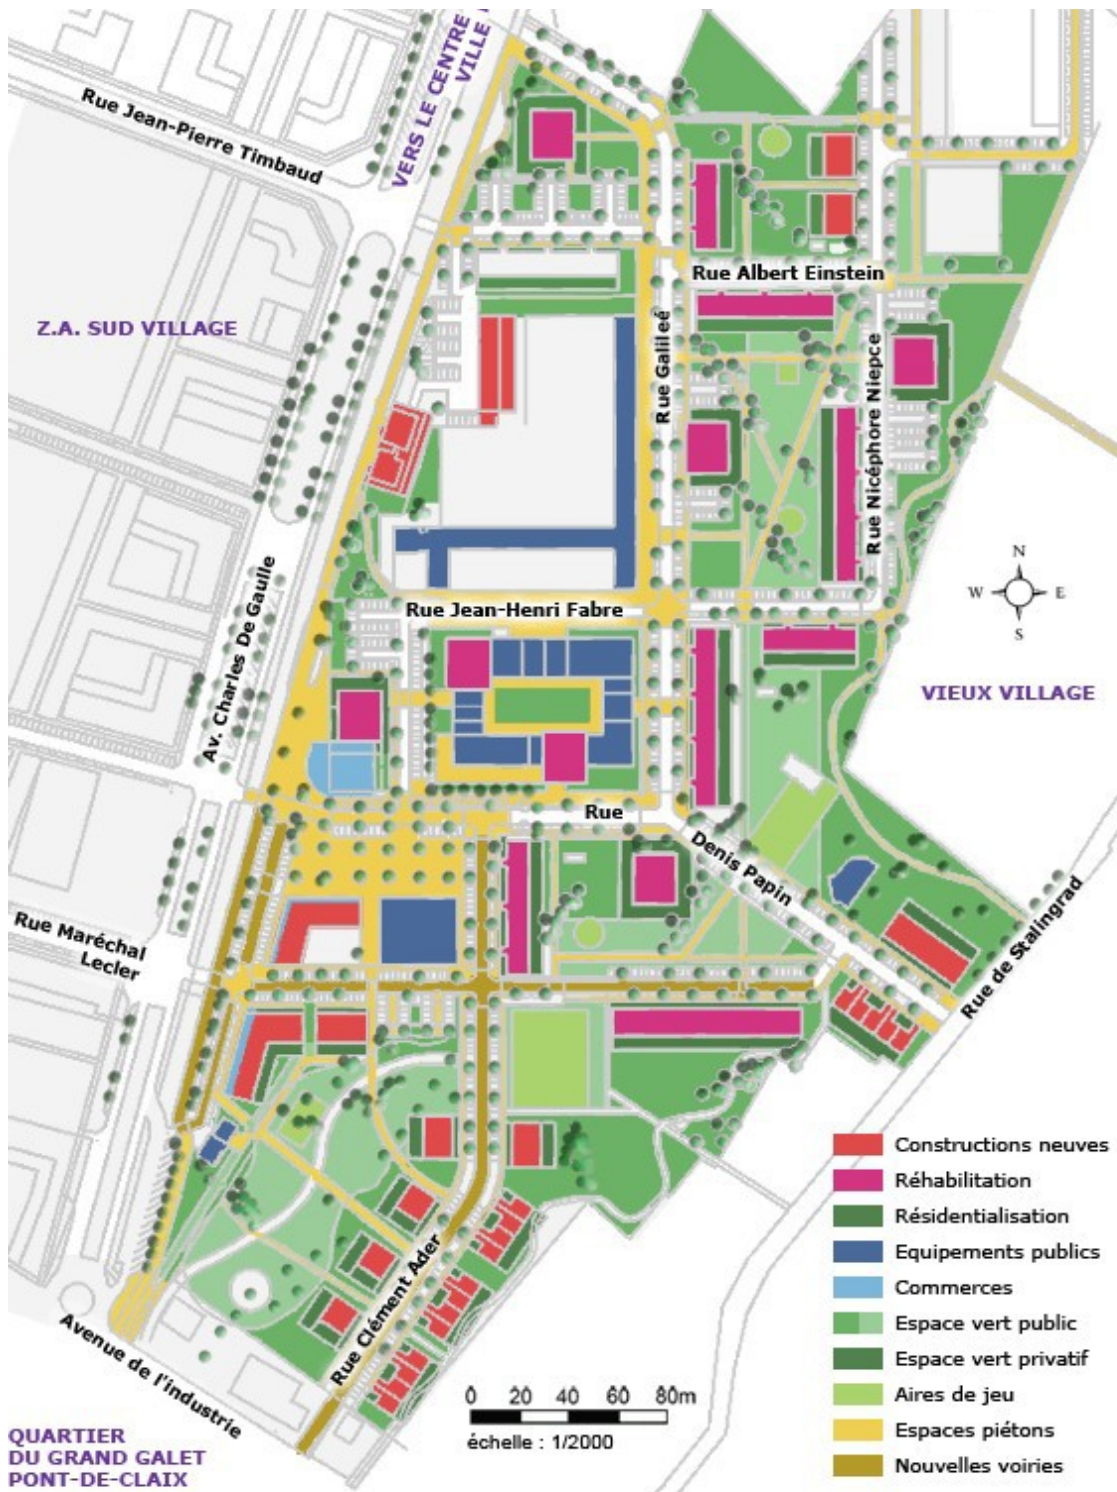 VERS LE CENTRE
VILLE
Rue Jean-Pierre Timbaud
Rue Albert Einstein
Z.A. SUD VILLAGE
Rue Galileé
Rue Nicéphore Niepce
N
W E
S
Rue Jean-Henri Fabre
Av. Charles De Gaulle
VIEUX VILLAGE
Rue
Denis Papin
Rue Maréchal
Lecler
Rue de Stalingrad
Rue Clément Ader
Avenue de l'industrie
Constructions neuves
Réhabilitation
Résidentialisation
Equipements publics
Commerces
Espace vert public
Espace vert privatif
Aires de jeu
Espaces piétons
Nouvelles voiries
0 20 40 60 80m
échelle : 1/2000
QUARTIER
DU GRAND GALET
PONT-DE-CLAIX